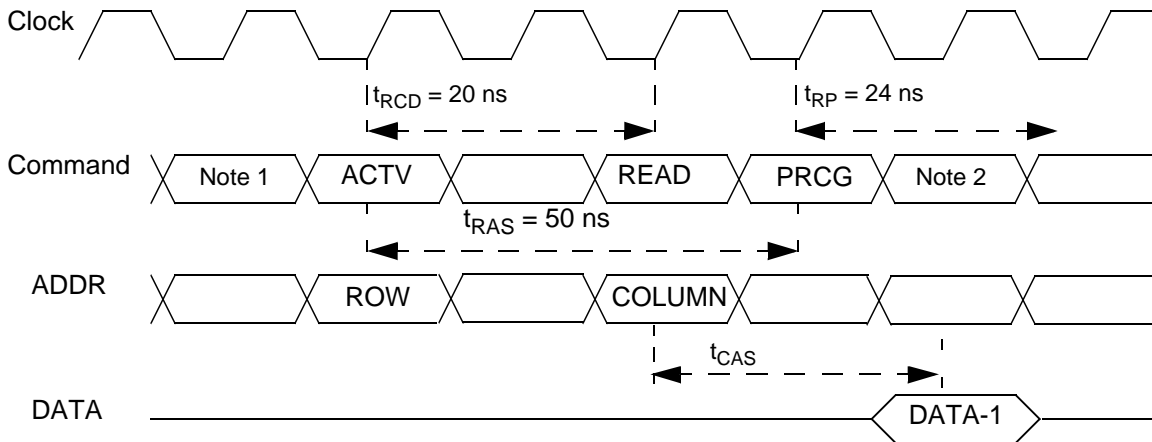 Clock
tRCD = 20 ns
tRP = 24 ns
Command
Note 1
ACTV
READ
PRCG
Note 2
tRAS = 50 ns
ADDR
ROW
COLUMN
tCAS
DATA
DATA-1